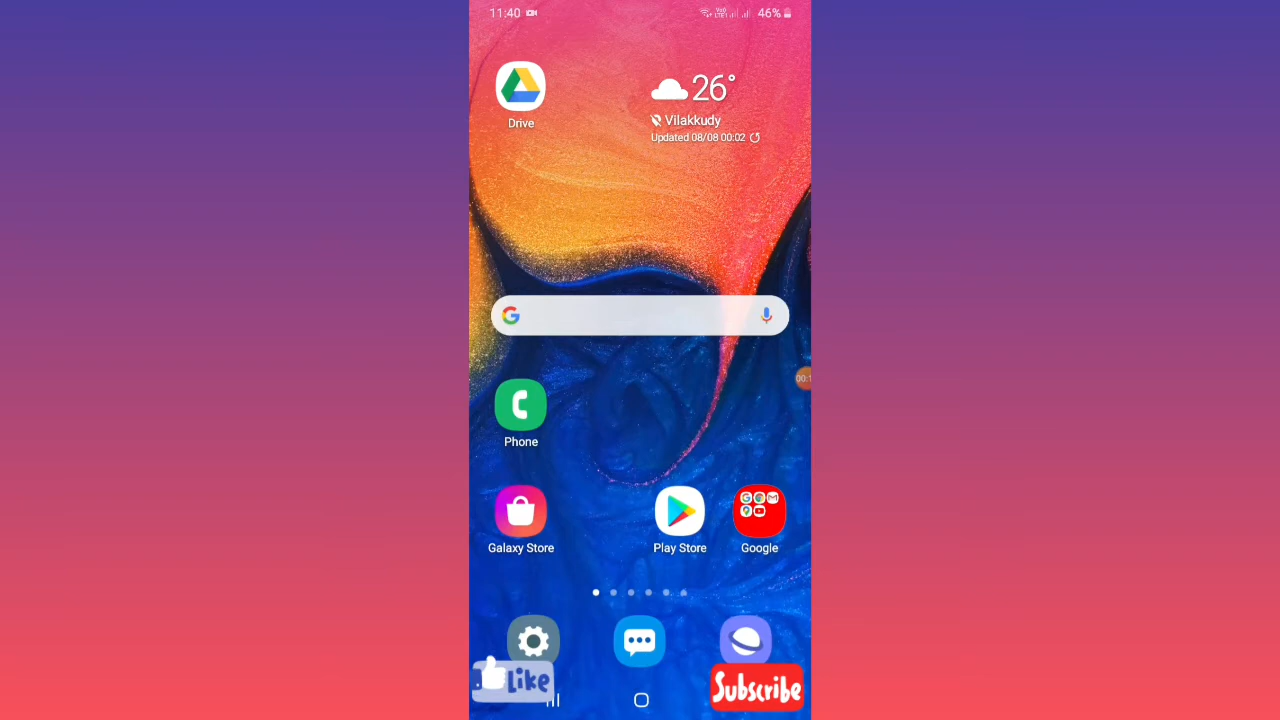 11:40
46%
Drive
26°
Vilakkudy
Updated 08/08 00:02
Phone
Galaxy Store
Play Store
Google
Like
Subscribe